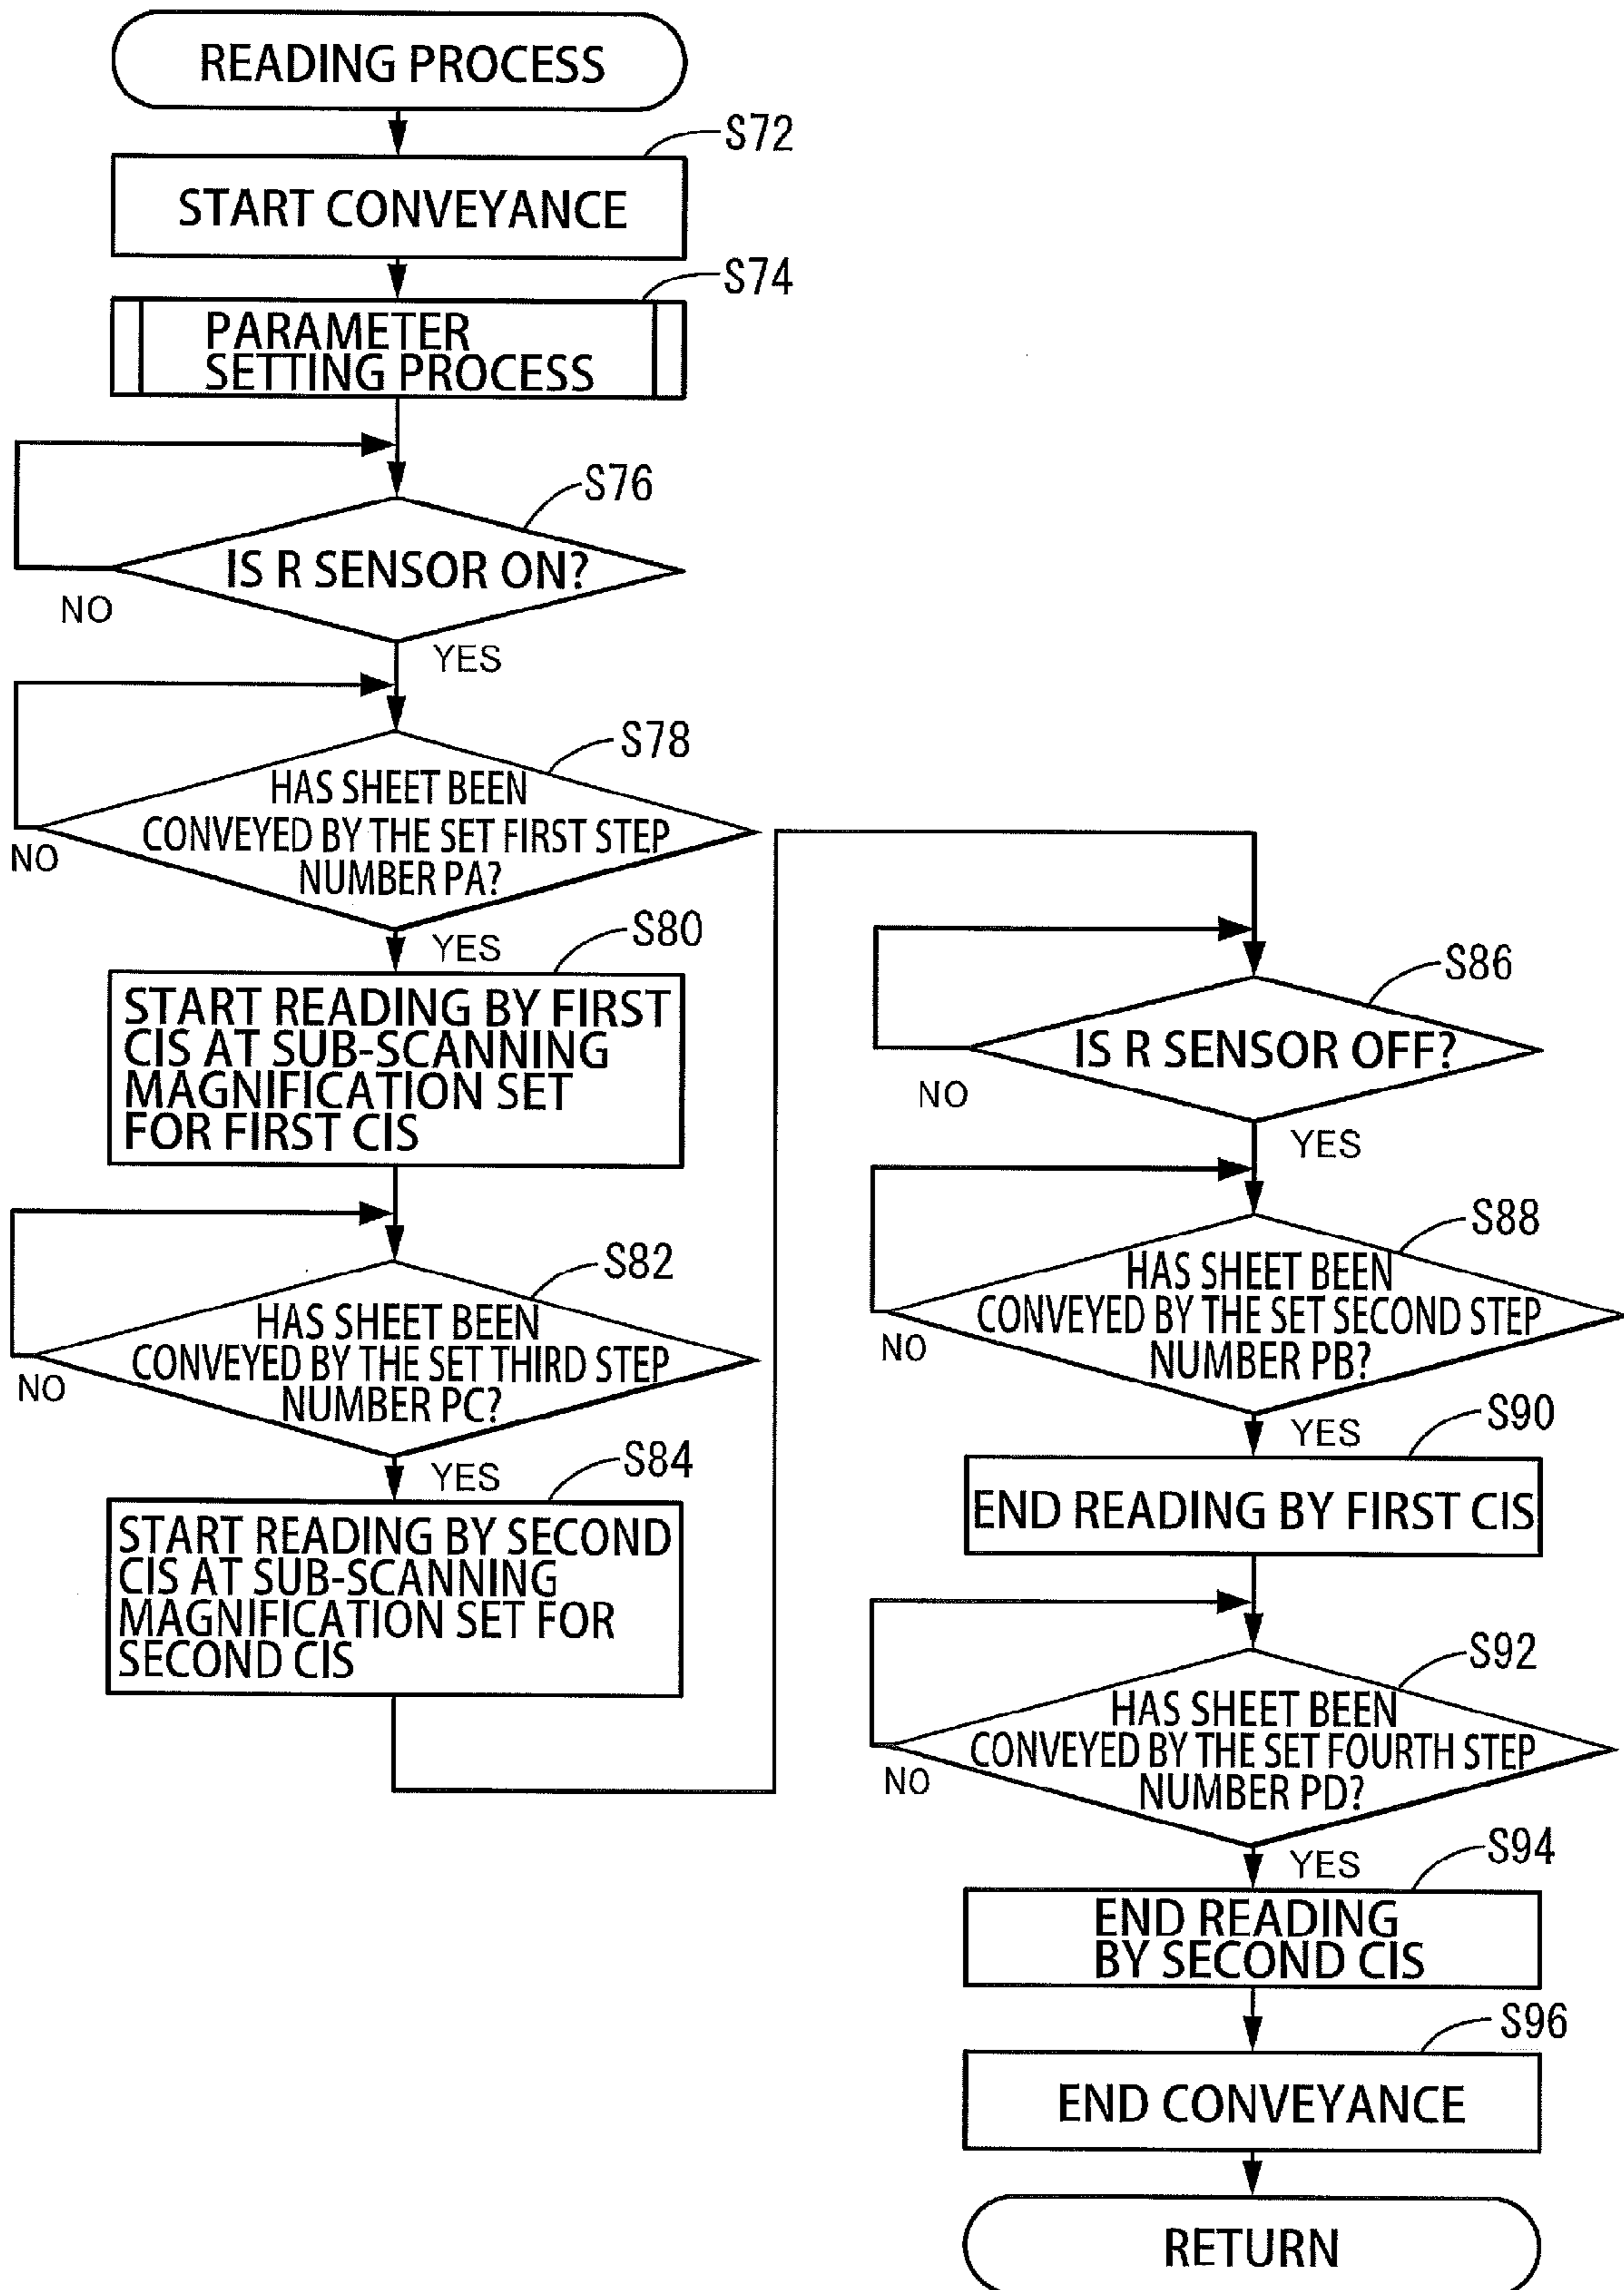 READING PROCESS
S72
START CONVEYANCE
S74
PARAMETER
SETTING PROCESS
S76
IS R SENSOR ON?
NO
YES
S78
HAS SHEET BEEN
CONVEYED BY THE SET FIRST STEP
NUMBER PA?
NO
YES
S80
START READING BY FIRST
CIS AT SUB-SCANNING
MAGNIFICATION SET
FOR FIRST CIS
S82
HAS SHEET BEEN
CONVEYED BY THE SET THIRD STEP
NUMBER PC?
NO
YES
S84
START READING BY SECOND
CIS AT SUB-SCANNING
MAGNIFICATION SET FOR
SECOND CIS
S86
IS R SENSOR OFF?
NO
YES
S88
HAS SHEET BEEN
CONVEYED BY THE SET SECOND STEP
NUMBER PB?
NO
YES
S90
END READING BY FIRST CIS
S92
HAS SHEET BEEN
CONVEYED BY THE SET FOURTH STEP
NUMBER PD?
NO
YES
S94
END READING
BY SECOND CIS
S96
END CONVEYANCE
RETURN